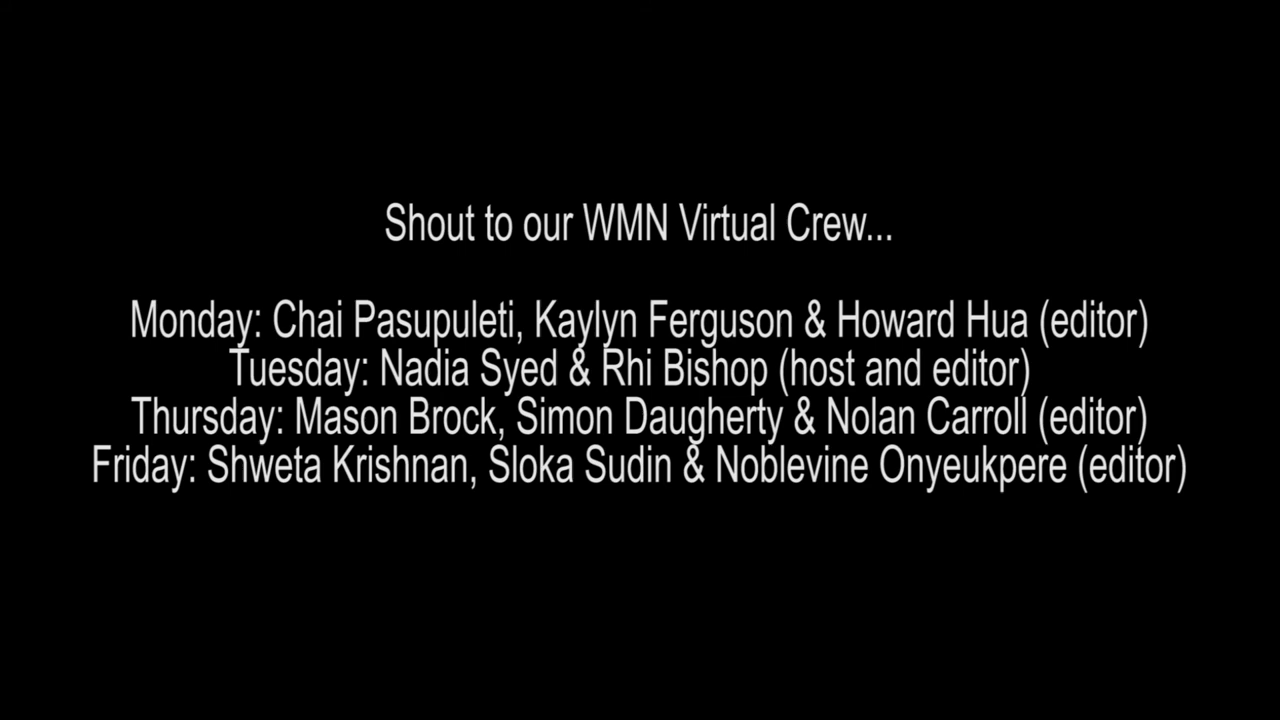 Shout to our WMN Virtual Crew...
Monday: Chai Pasupuleti, Kaylyn Ferguson & Howard Hua (editor)
Tuesday: Nadia Syed & Rhi Bishop (host and editor)
Thursday: Mason Brock, Simon Daugherty & Nolan Carroll (editor)
Friday: Shweta Krishnan, Sloka Sudin & Noblevine Onyeukpere (editor)